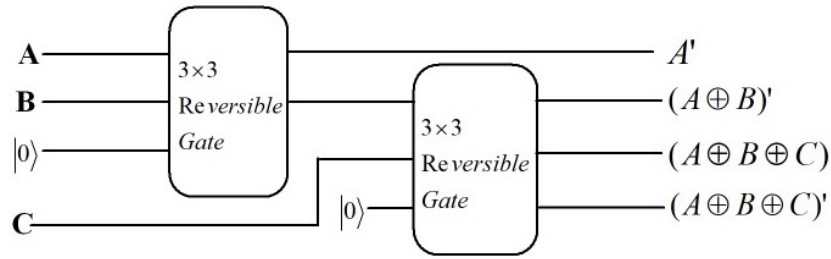 A
B
|0⟩
C
3×3
Reversible
Gate
|0⟩
3×3
Reversible
Gate
A'
(A⊕B)'
(A⊕B⊕C)
(A⊕B⊕C)'